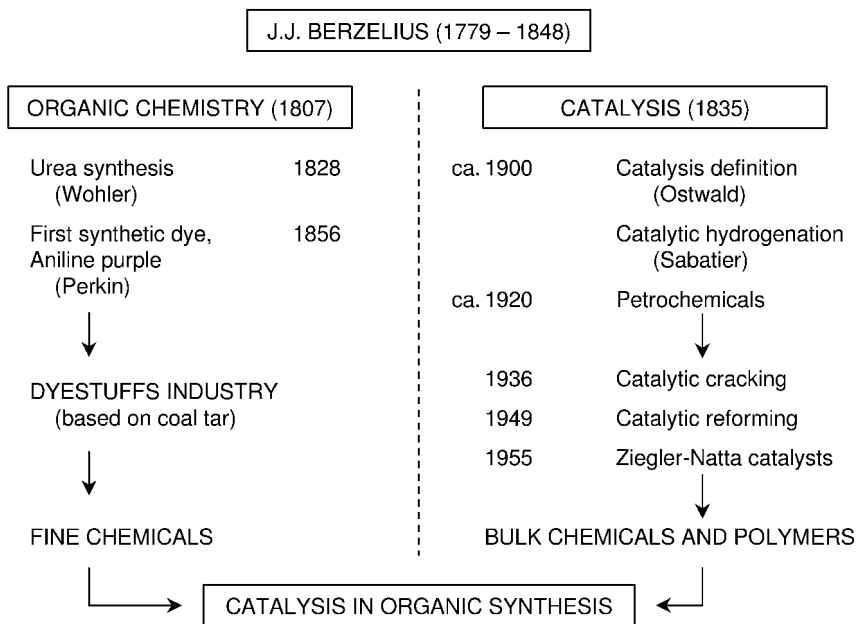 J.J. BERZELIUS (1779 – 1848)
ORGANIC CHEMISTRY (1807)
Urea synthesis 1828
(Wohler)
First synthetic dye, 1856
Aniline purple
(Perkin)
DYESTUFFS INDUSTRY
(based on coal tar)
FINE CHEMICALS
CATALYSIS (1835)
ca. 1900 Catalysis definition
(Ostwald)
Catalytic hydrogenation
(Sabatier)
ca. 1920 Petrochemicals
1936 Catalytic cracking
1949 Catalytic reforming
1955 Ziegler-Natta catalysts
BULK CHEMICALS AND POLYMERS
CATALYSIS IN ORGANIC SYNTHESIS